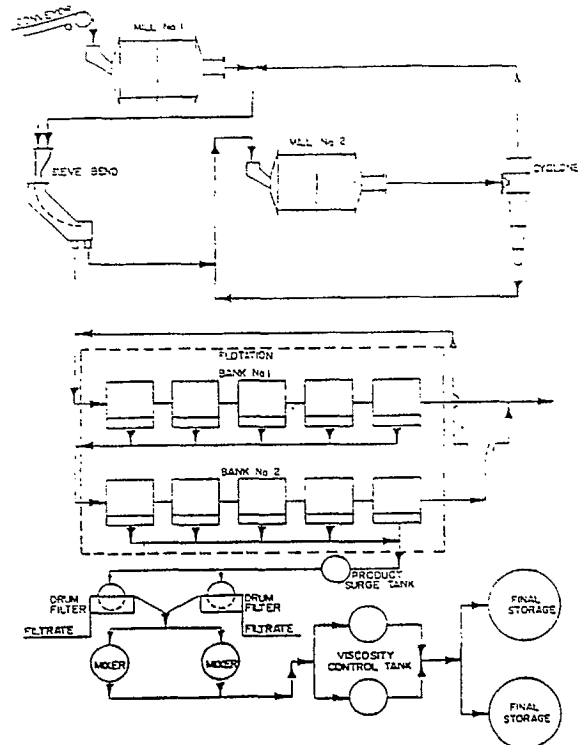 CONVEYOR
MILL No 1
MILL No 2
SIEVE BEND
CYCLONE
FLOTATION
BANK No 1
BANK No 2
PRODUCT
SURGE TANK
DRUM
FILTER
DRUM
FILTER
FILTRATE
FILTRATE
MIXER
MIXER
VISCOSITY
CONTROL TANK
FINAL
STORAGE
FINAL
STORAGE